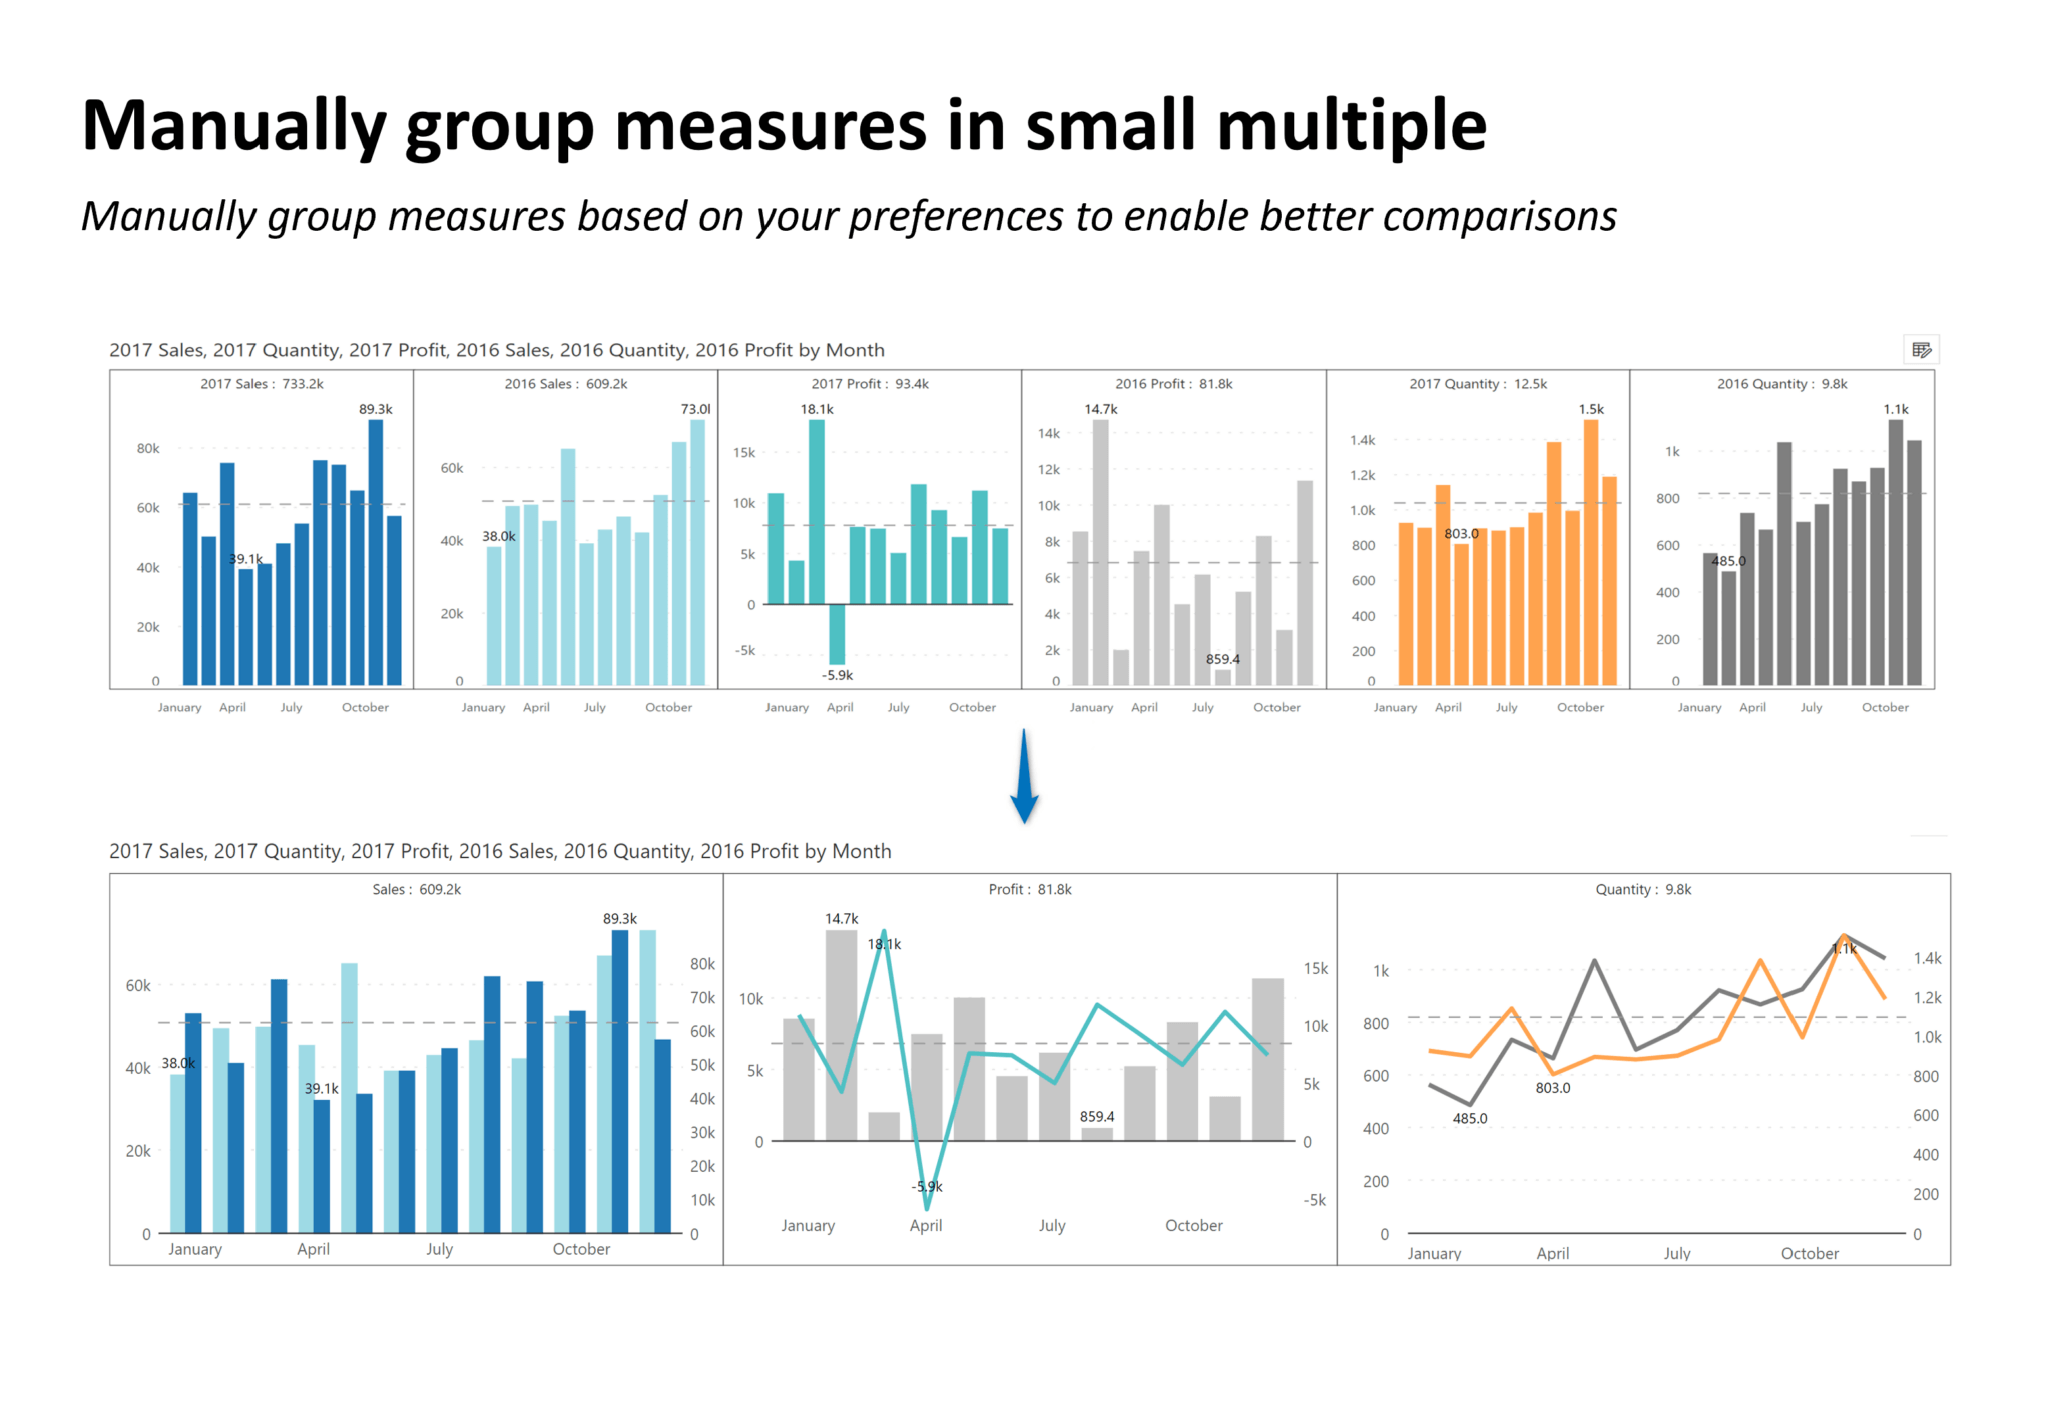 Manually group measures in small multiple
Manually group measures based on your preferences to enable better comparisons
2017 Sales, 2017 Quantity, 2017 Profit, 2016 Sales, 2016 Quantity, 2016 Profit by Month
2017 Sales : 733.2k
89.3k
80k
60k
39.1k
40k
20k
0
January April July October
2016 Sales : 609.2k
73.0
60k
38.0k
40k
20k
0
January April July October
2017 Profit : 93.4k
18.1k
15k
10k
5k
0
-5k
-5.9k
January April July October
2016 Profit : 81.8k
14.7k
14k
12k
10k
8k
6k
4k
859.4
2k
0
January April July October
2017 Quantity : 12.5k
1.5k
1.4k
1.2k
1.0k
803.0
800
600
400
200
0
January April July October
2016 Quantity : 9.8k
1.1k
1k
800
600
485.0
400
200
0
January April July October
2017 Sales, 2017 Quantity, 2017 Profit, 2016 Sales, 2016 Quantity, 2016 Profit by Month
Sales : 609.2k
89.3k
60k
38.0k
40k
39.1k
20k
0
80k
70k
60k
50k
40k
30k
20k
10k
0
January April July October
Profit : 81.8k
14.7k
18.1k
10k
5k
859.4
0
-5.9k
15k
10k
5k
0
-5k
January April July October
Quantity : 9.8k
1.1k
1k
800
600
803.0
485.0
400
200
0
1.4k
1.2k
1.0k
800
600
400
200
0
January April July October